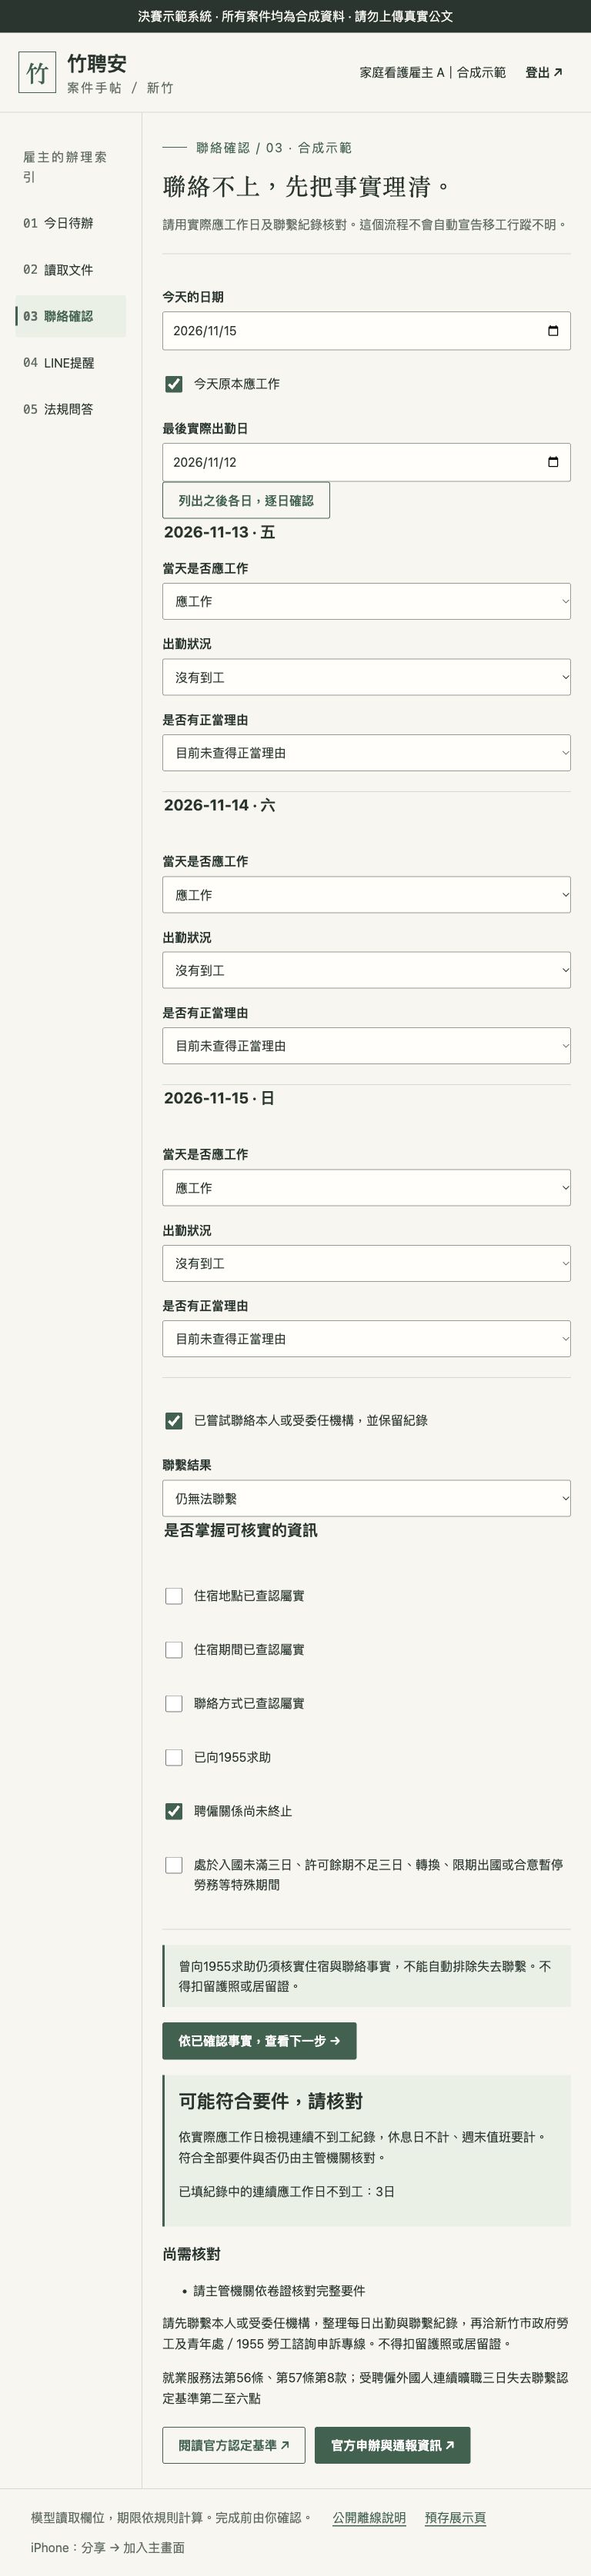 決賽示範系統 · 所有案件均為合成資料 · 請勿上傳真實公文
竹
竹聘安
案件手帖 / 新竹
家庭看護雇主 A｜合成示範
登出 ↗
雇主的辦理索
引
01 今日待辦
02 讀取文件
03 聯絡確認
04 LINE提醒
05 法規問答
聯絡確認 / 03 · 合成示範
聯絡不上，先把事實理清。
請用實際應工作日及聯繫紀錄核對。這個流程不會自動宣告移工行蹤不明。
今天的日期
2026/11/15
今天原本應工作
最後實際出勤日
2026/11/12
列出之後各日，逐日確認
2026-11-13 · 五
當天是否應工作
應工作
出勤狀況
沒有到工
是否有正當理由
目前未查得正當理由
2026-11-14 · 六
當天是否應工作
應工作
出勤狀況
沒有到工
是否有正當理由
目前未查得正當理由
2026-11-15 · 日
當天是否應工作
應工作
出勤狀況
沒有到工
是否有正當理由
目前未查得正當理由
已嘗試聯絡本人或受委任機構，並保留紀錄
聯繫結果
仍無法聯繫
是否掌握可核實的資訊
住宿地點已查認屬實
住宿期間已查認屬實
聯絡方式已查認屬實
已向1955求助
聘僱關係尚未終止
處於入國未滿三日、許可餘期不足三日、轉換、限期出國或合意暫停
勞務等特殊期間
曾向1955求助仍須核實住宿與聯絡事實，不能自動排除失去聯繫。不
得扣留護照或居留證。
依已確認事實，查看下一步 →
可能符合要件，請核對
依實際應工作日檢視連續不到工紀錄，休息日不計、週末值班要計。
符合全部要件與否仍由主管機關核對。
已填紀錄中的連續應工作日不到工：3日
尚需核對
• 請主管機關依卷證核對完整要件
請先聯繫本人或受委任機構，整理每日出勤與聯繫紀錄，再洽新竹市政府勞
工及青年處 / 1955 勞工諮詢申訴專線。不得扣留護照或居留證。
就業服務法第56條、第57條第8款；受聘僱外國人連續曠職三日失去聯繫認
定基準第二至六點
閱讀官方認定基準 ↗
官方申辦與通報資訊 ↗
模型讀取欄位，期限依規則計算。完成前由你確認。
公開離線說明
預存展示頁
iPhone：分享 → 加入主畫面